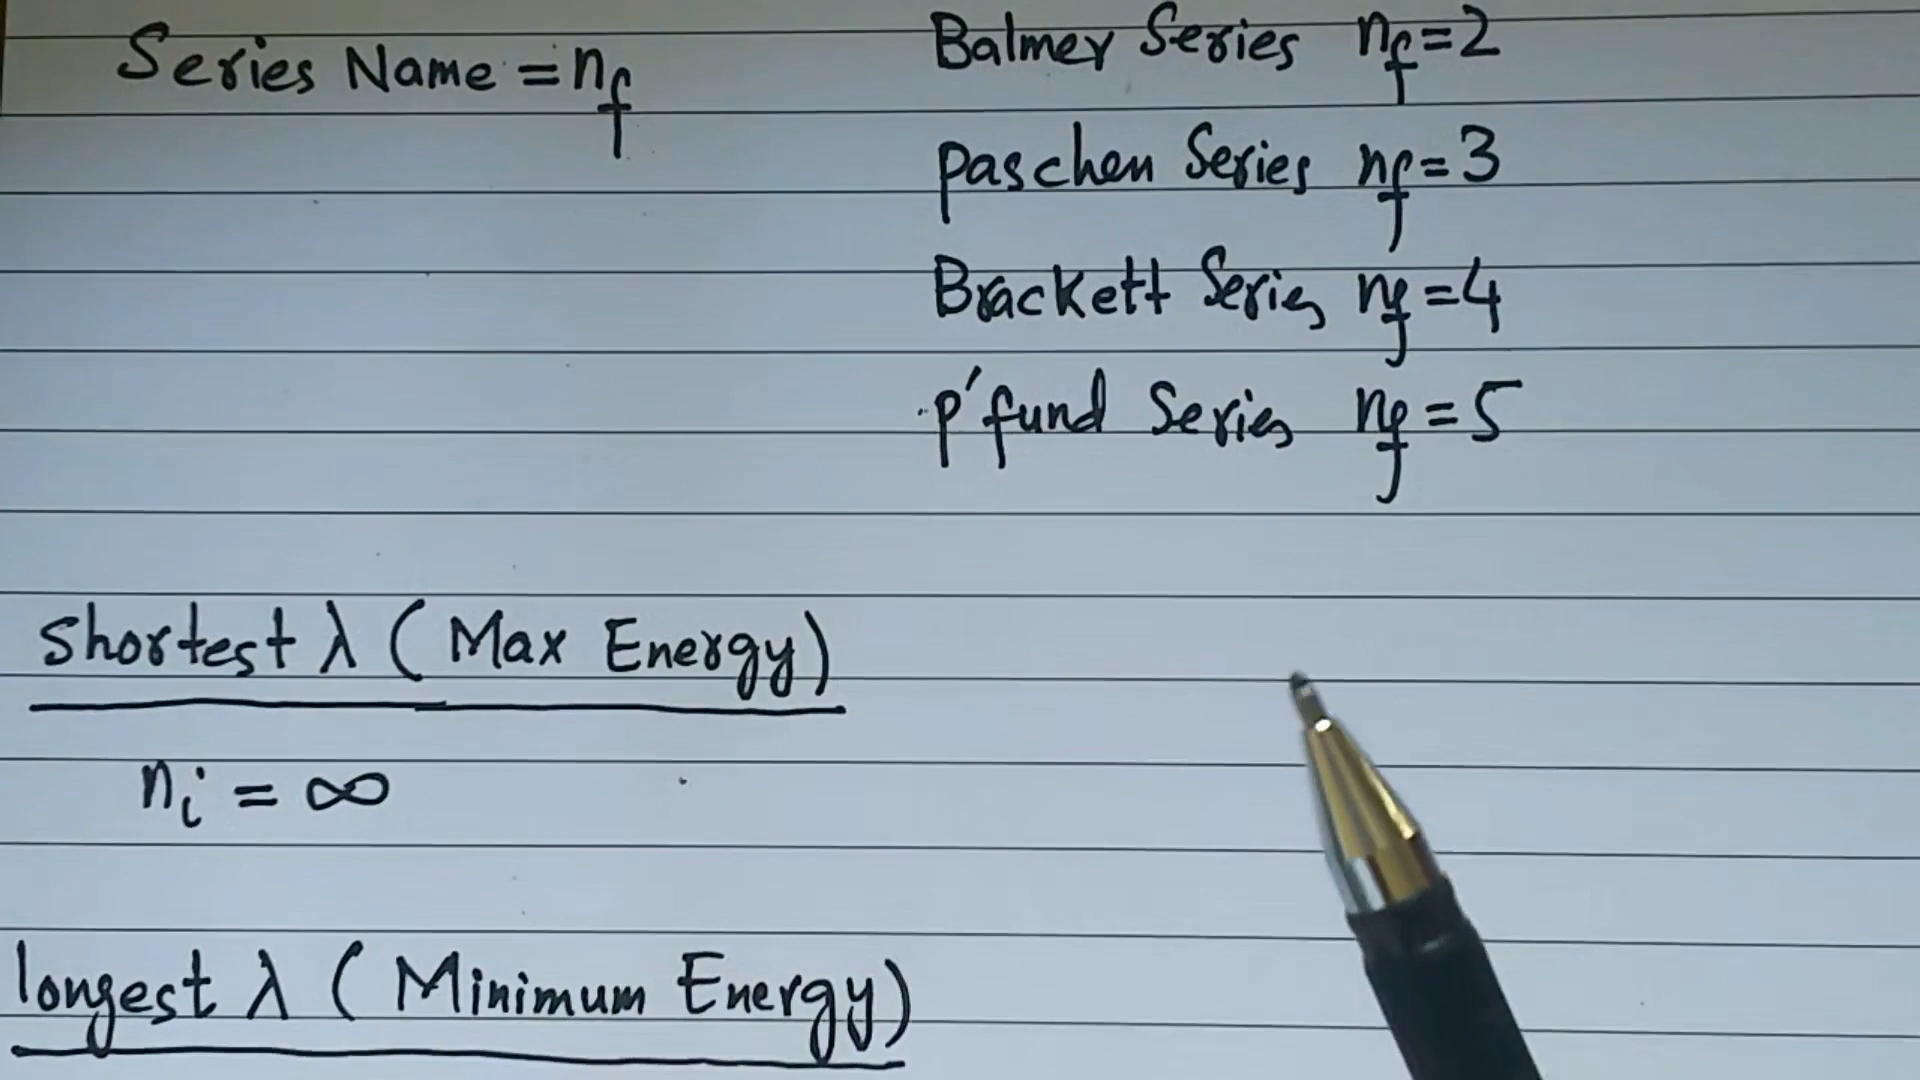 Series Name = nf
Balmer Series nf=2
Paschen Series nf=3
Brackett Series nf=4
P'fund Series nf=5
Shortest λ (Max Energy)
ni = ∞
longest λ (Minimum Energy)